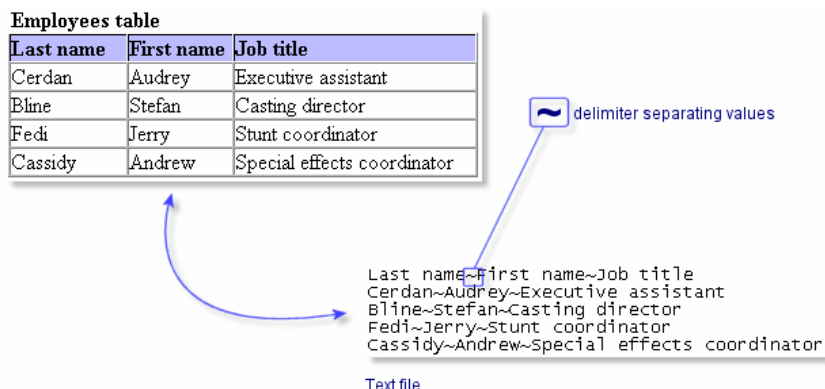 Employees table
Last name First name Job title
Cerdan Audrey Executive assistant
Bline Stefan Casting director
Fedi Jerry Stunt coordinator
Cassidy Andrew Special effects coordinator
~ delimiter separating values
Last name~First name~Job title
Cerdan~Audrey~Executive assistant
Bline~Stefan~Casting director
Fedi~Jerry~Stunt coordinator
Cassidy~Andrew~Special effects coordinator
Text file